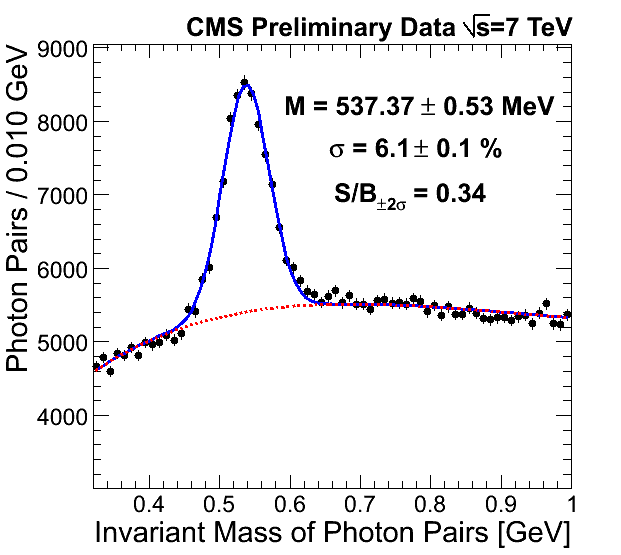 CMS Preliminary Data √s=7 TeV
9000
8000
7000
6000
5000
4000
Photon Pairs / 0.010 GeV
M = 537.37 ± 0.53 MeV
σ = 6.1± 0.1 %
S/B±2σ = 0.34
0.4 0.5 0.6 0.7 0.8 0.9 1
Invariant Mass of Photon Pairs [GeV]